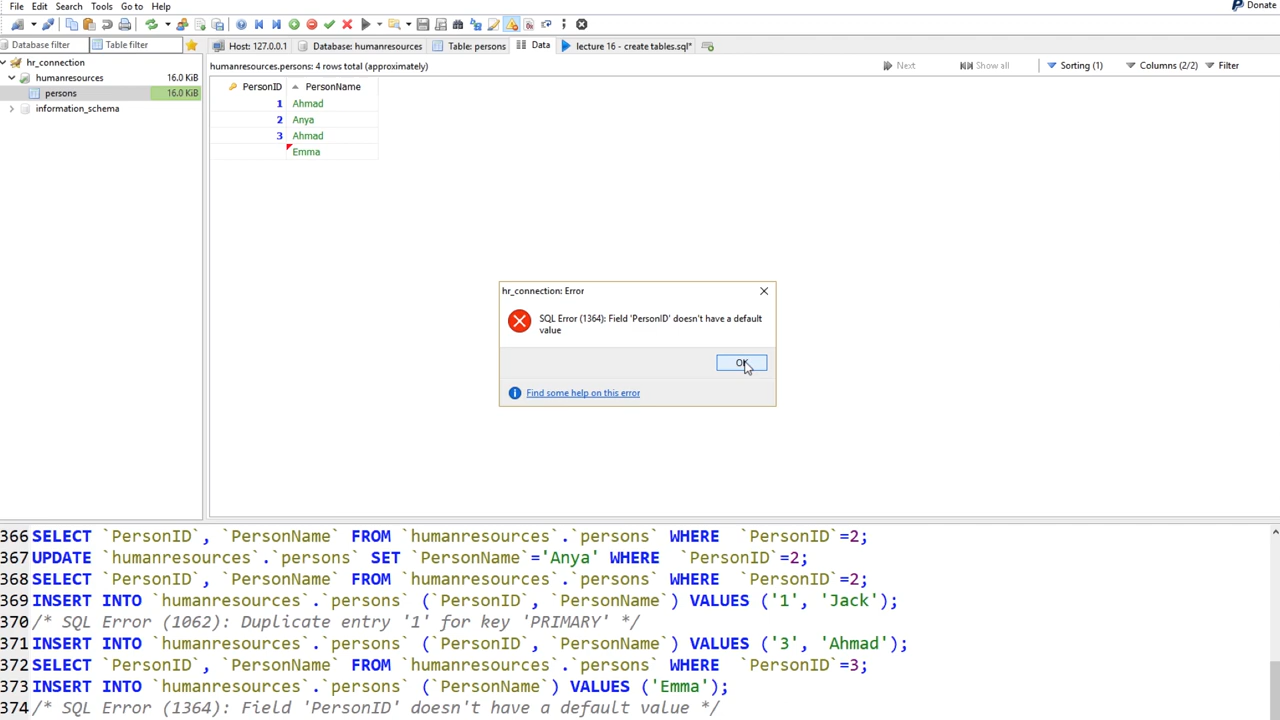 File Edit Search Tools Go to Help
Donate
Database filter Table filter Host: 127.0.0.1 Database: humanresources Table: persons Data lecture 16 - create tables.sql*
hr_connection
humanresources 16.0 KiB
persons 16.0 KiB
information_schema
humanresources.persons: 4 rows total (approximately) Next Show all Sorting (1) Columns (2/2) Filter
PersonID PersonName
1 Ahmad
2 Anya
3 Ahmad
Emma
hr_connection: Error
SQL Error (1364): Field 'PersonID' doesn't have a default
value
OK
Find some help on this error
366 SELECT `PersonID`, `PersonName` FROM `humanresources`.`persons` WHERE  `PersonID`=2;
367 UPDATE `humanresources`.`persons` SET `PersonName`='Anya' WHERE  `PersonID`=2;
368 SELECT `PersonID`, `PersonName` FROM `humanresources`.`persons` WHERE  `PersonID`=2;
369 INSERT INTO `humanresources`.`persons` (`PersonID`, `PersonName`) VALUES ('1', 'Jack');
370 /* SQL Error (1062): Duplicate entry '1' for key 'PRIMARY' */
371 INSERT INTO `humanresources`.`persons` (`PersonID`, `PersonName`) VALUES ('3', 'Ahmad');
372 SELECT `PersonID`, `PersonName` FROM `humanresources`.`persons` WHERE  `PersonID`=3;
373 INSERT INTO `humanresources`.`persons` (`PersonName`) VALUES ('Emma');
374 /* SQL Error (1364): Field 'PersonID' doesn't have a default value */